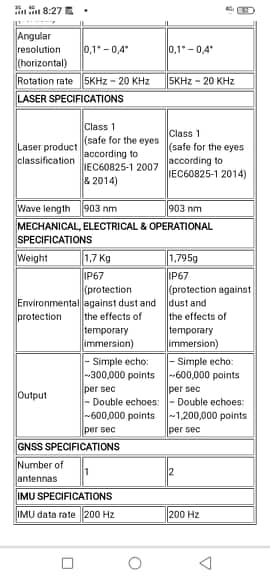 8:27
Angular
resolution
(horizontal)
0,1° – 0,4°
0,1° – 0,4°
Rotation rate
5KHz – 20 KHz
5KHz – 20 KHz
LASER SPECIFICATIONS
Laser product
classification
Class 1
(safe for the eyes
according to
IEC60825-1 2007
& 2014)
Class 1
(safe for the eyes
according to
IEC60825-1 2014)
Wave length
903 nm
903 nm
MECHANICAL, ELECTRICAL & OPERATIONAL
SPECIFICATIONS
Weight
1,7 Kg
1,795g
Environmental
protection
IP67
(protection
against dust and
the effects of
temporary
immersion)
IP67
(protection against
dust and
the effects of
temporary
immersion)
Output
– Simple echo:
~300,000 points
per sec
– Double echoes:
~600,000 points
per sec
– Simple echo:
~600,000 points
per sec
– Double echoes:
~1,200,000 points
per sec
GNSS SPECIFICATIONS
Number of
antennas
1
2
IMU SPECIFICATIONS
IMU data rate
200 Hz
200 Hz